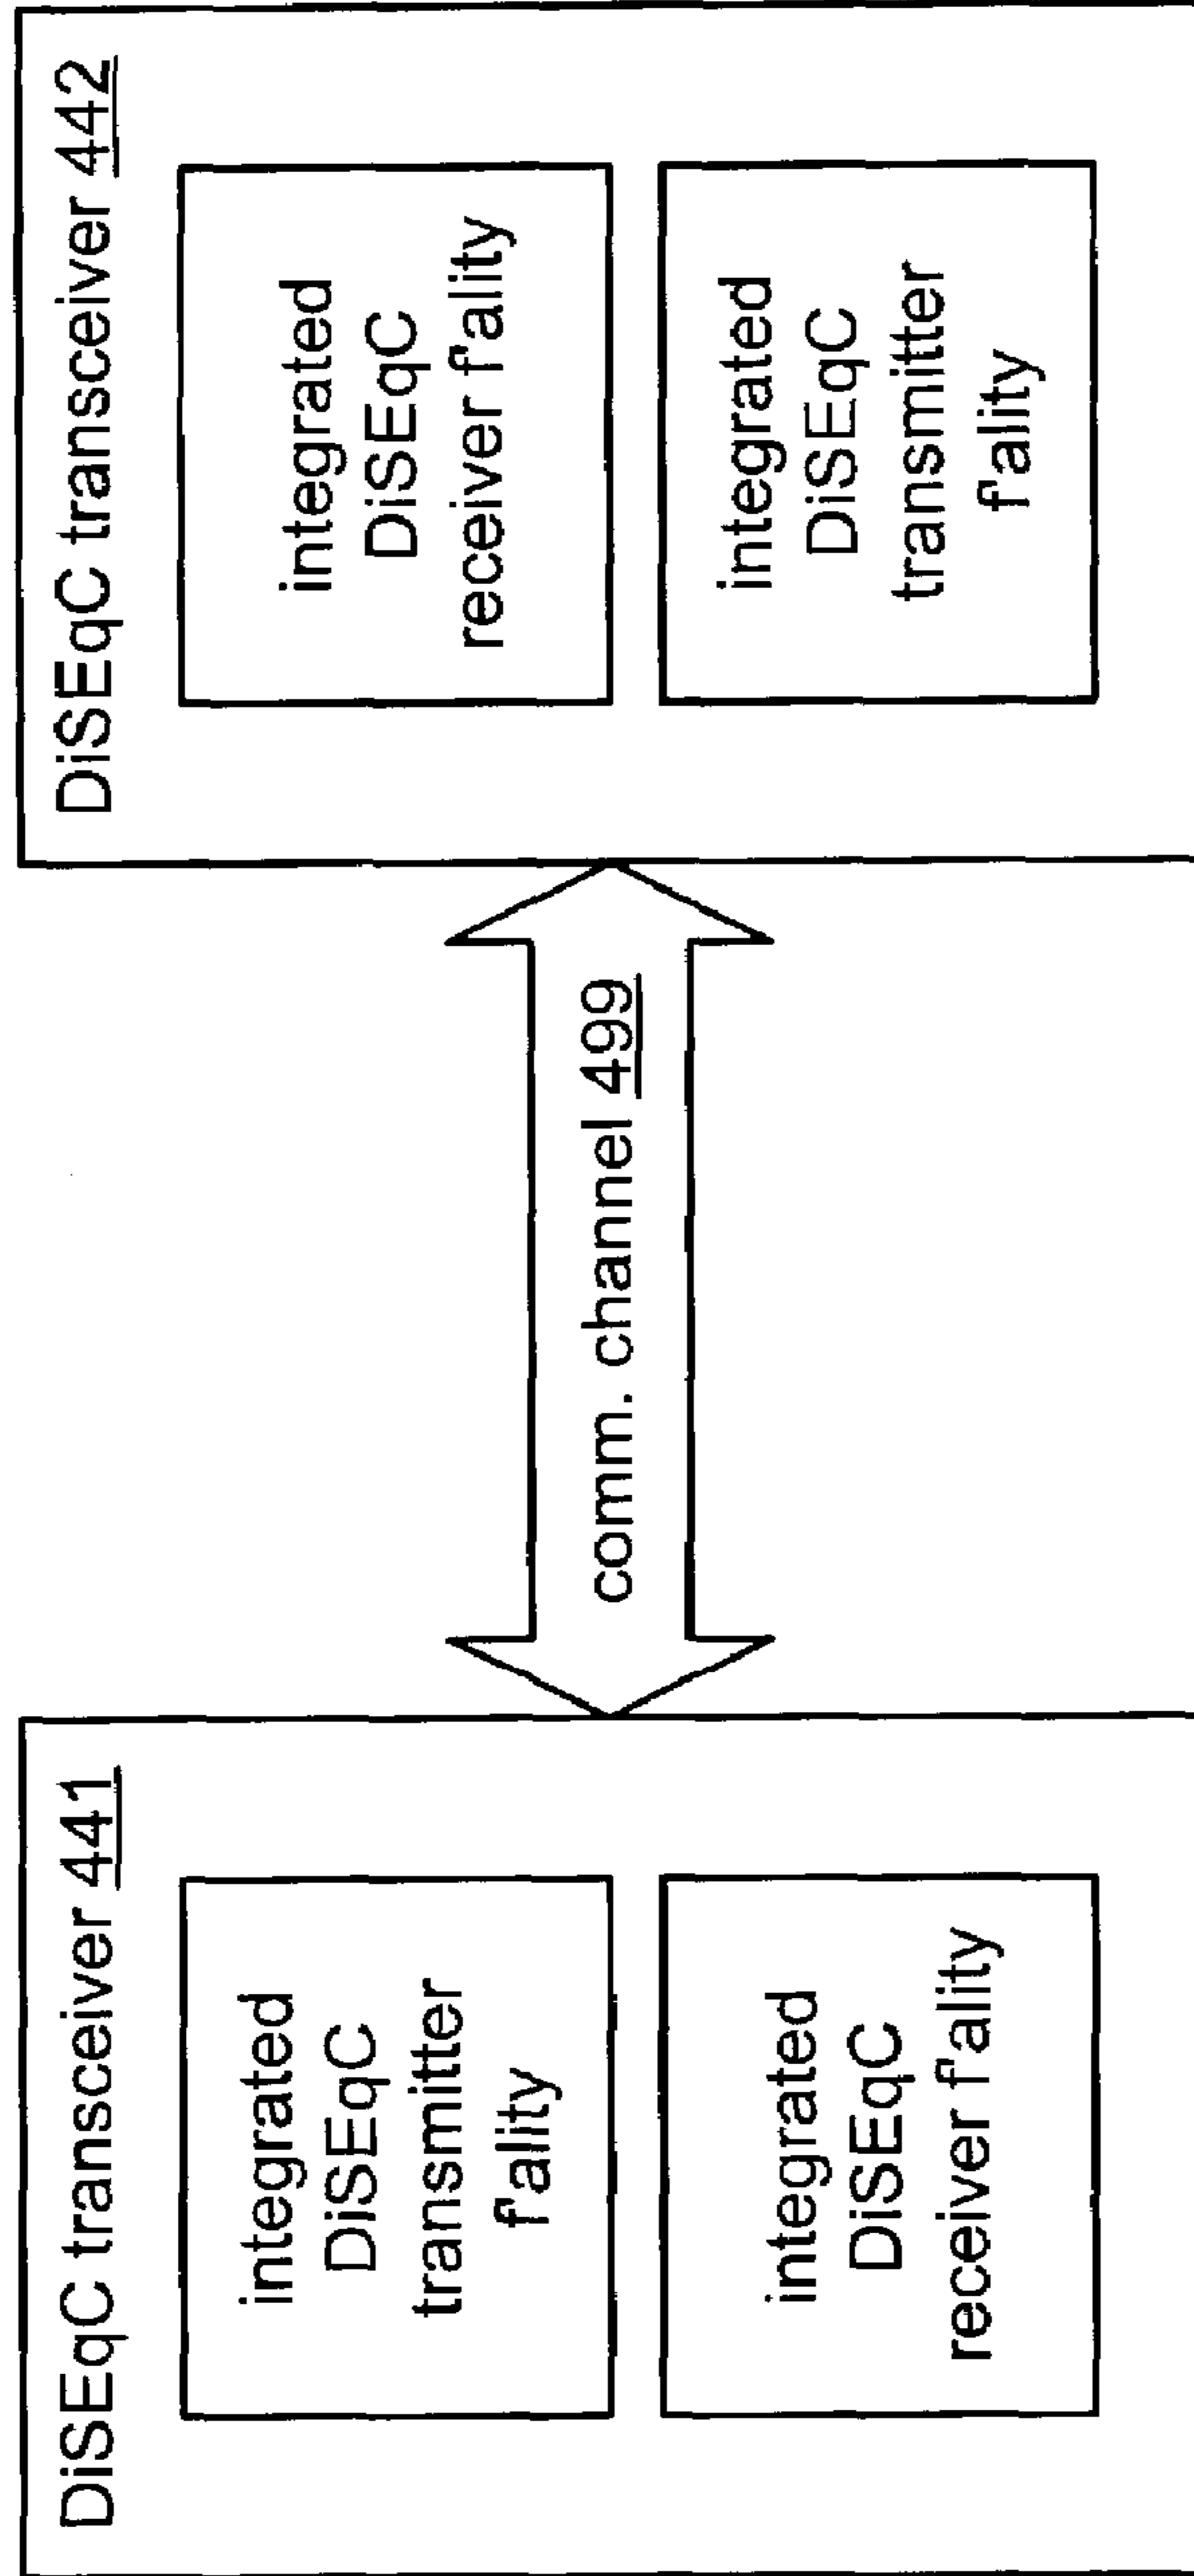 DiSEqC transceiver 441
integrated
DiSEqC
transmitter
f'ality
integrated
DiSEqC
receiver f'ality
comm. channel 499
DiSEqC transceiver 442
integrated
DiSEqC
receiver f'ality
integrated
DiSEqC
transmitter
f'ality